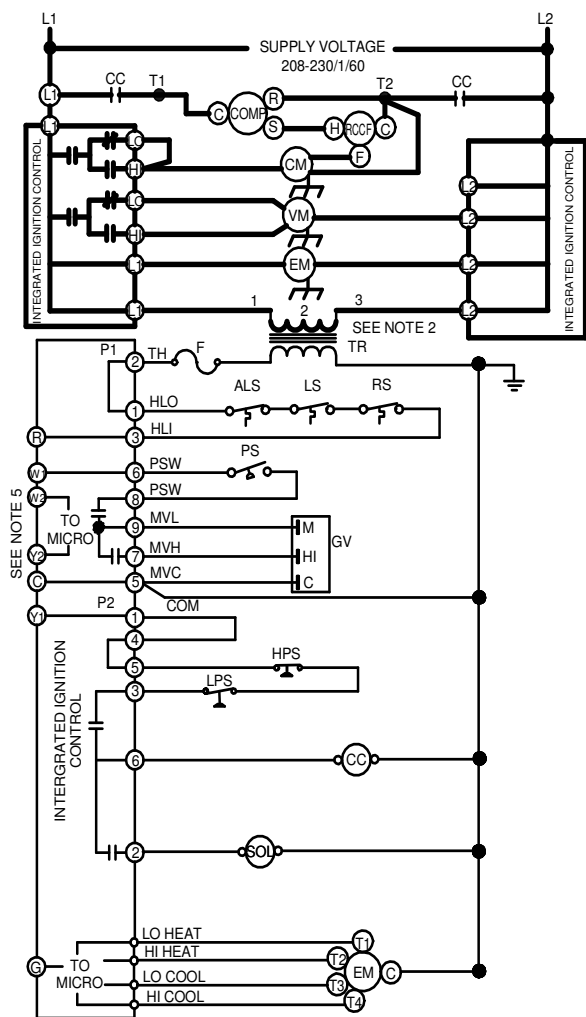 L1 L2
SUPPLY VOLTAGE
208-230/1/60
CC T1 T2 CC
L1 C COMP R S H RCCF C F
L1 LO HI CM
INTEGRATED IGNITION CONTROL
LO HI VM L2
L2
L1 EM L2
INTEGRATED IGNITION CONTROL
L1 1 2 3 L2
SEE NOTE 2
TR
P1 2 TH F
1 HLO ALS LS RS
R 3 HLI
W1 6 PSW PS
W2 8 PSW
TO
MICRO
9 MVL M
GV
Y2 7 MVH HI
C 5 MVC C
SEE NOTE 5
COM
Y1 P2 1
4
5 HPS
3 LPS
INTERGRATED IGNITION
CONTROL
6 CC
2 SOL
LO HEAT T1
HI HEAT T2
G TO
MICRO
EM C
LO COOL T3
HI COOL T4